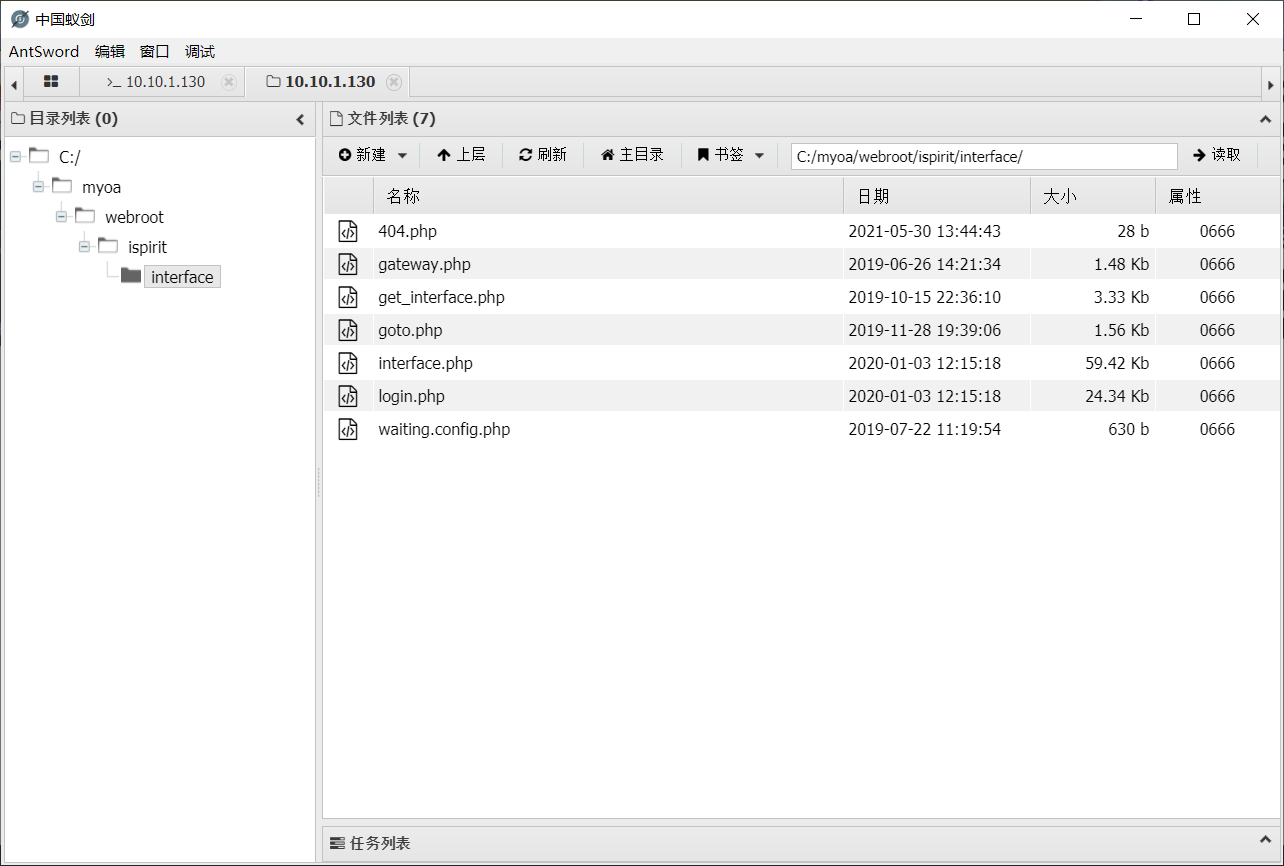 中国蚁剑
AntSword 编辑 窗口 调试
>_ 10.10.1.130 10.10.1.130
目录列表 (0)
C:/
myoa
webroot
ispirit
interface
文件列表 (7)
新建 上层 刷新 主目录 书签 C:/myoa/webroot/ispirit/interface/ 读取
名称 日期 大小 属性
404.php 2021-05-30 13:44:43 28 b 0666
gateway.php 2019-06-26 14:21:34 1.48 Kb 0666
get_interface.php 2019-10-15 22:36:10 3.33 Kb 0666
goto.php 2019-11-28 19:39:06 1.56 Kb 0666
interface.php 2020-01-03 12:15:18 59.42 Kb 0666
login.php 2020-01-03 12:15:18 24.34 Kb 0666
waiting.config.php 2019-07-22 11:19:54 630 b 0666
任务列表